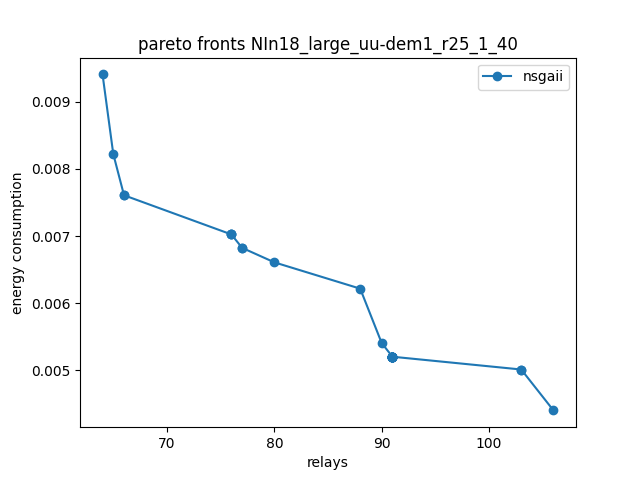 pareto fronts NIn18_large_uu-dem1_r25_1_40
nsgaii
0.009
0.008
0.007
0.006
0.005
energy consumption
70 80 90 100
relays